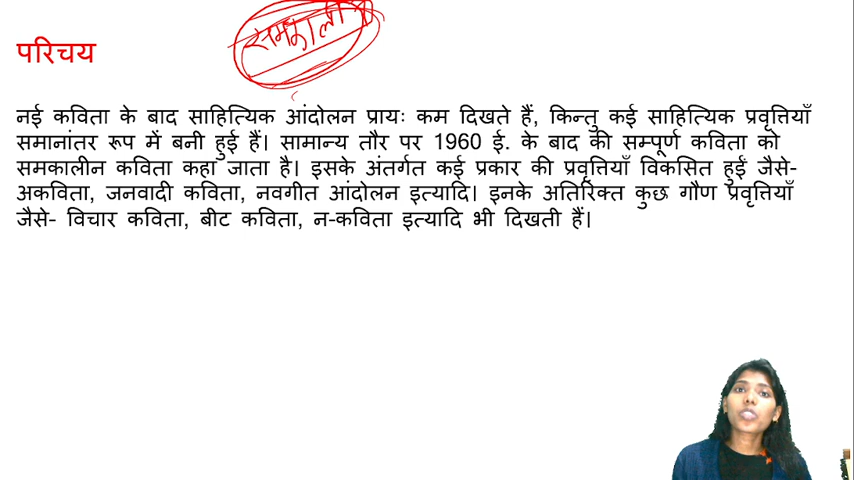 समकालीन
परिचय
नई कविता के बाद साहित्यिक आंदोलन प्रायः कम दिखते हैं, किन्तु कई साहित्यिक प्रवृत्तियाँ
समानांतर रूप में बनी हुई हैं। सामान्य तौर पर 1960 ई. के बाद की सम्पूर्ण कविता को
समकालीन कविता कहा जाता है। इसके अंतर्गत कई प्रकार की प्रवृत्तियाँ विकसित हुईं जैसे-
अकविता, जनवादी कविता, नवगीत आंदोलन इत्यादि। इनके अतिरिक्त कुछ गौण प्रवृत्तियाँ
जैसे- विचार कविता, बीट कविता, न-कविता इत्यादि भी दिखती हैं।